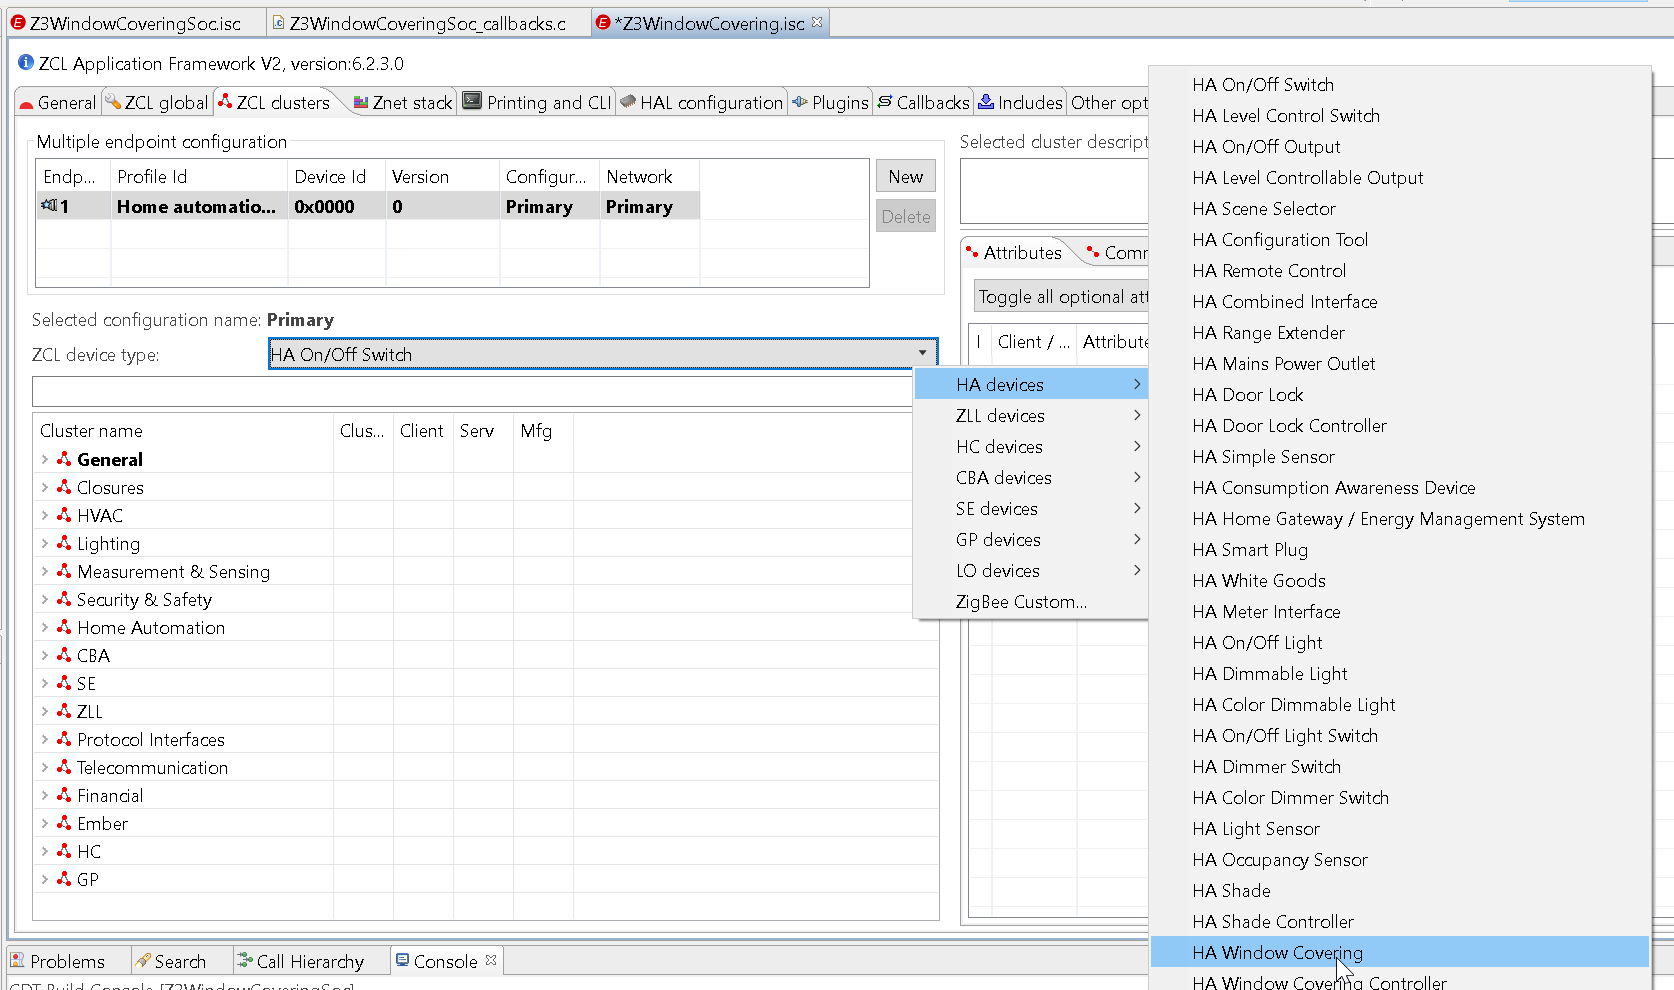 Z3WindowCoveringSoc.isc
Z3WindowCoveringSoc_callbacks.c
*Z3WindowCovering.isc
ZCL Application Framework V2, version:6.2.3.0
General
ZCL global
ZCL clusters
Znet stack
Printing and CLI
HAL configuration
Plugins
Callbacks
Includes
Other opt
Multiple endpoint configuration
Endp... Profile Id Device Id Version Configur... Network
1 Home automatio... 0x0000 0 Primary Primary
New
Delete
Selected configuration name: Primary
ZCL device type: HA On/Off Switch
Cluster name Clus... Client Serv Mfg
General
Closures
HVAC
Lighting
Measurement & Sensing
Security & Safety
Home Automation
CBA
SE
ZLL
Protocol Interfaces
Telecommunication
Financial
Ember
HC
GP
Selected cluster descript
Attributes
Comm
Toggle all optional att
I Client / ... Attribute
HA devices
ZLL devices
HC devices
CBA devices
SE devices
GP devices
LO devices
ZigBee Custom...
HA On/Off Switch
HA Level Control Switch
HA On/Off Output
HA Level Controllable Output
HA Scene Selector
HA Configuration Tool
HA Remote Control
HA Combined Interface
HA Range Extender
HA Mains Power Outlet
HA Door Lock
HA Door Lock Controller
HA Simple Sensor
HA Consumption Awareness Device
HA Home Gateway / Energy Management System
HA Smart Plug
HA White Goods
HA Meter Interface
HA On/Off Light
HA Dimmable Light
HA Color Dimmable Light
HA On/Off Light Switch
HA Dimmer Switch
HA Color Dimmer Switch
HA Light Sensor
HA Occupancy Sensor
HA Shade
HA Shade Controller
HA Window Covering
HA Window Covering Controller
Problems
Search
Call Hierarchy
Console
CDT Build Console [Z3WindowCoveringSoc]